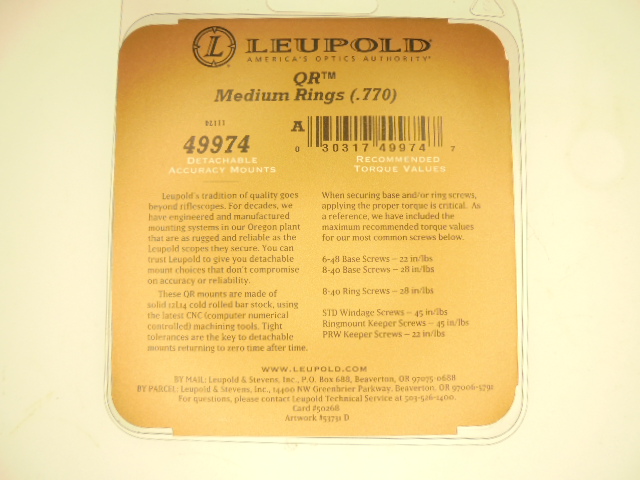 LEUPOLD®
AMERICA'S OPTICS AUTHORITY®
QR™
Medium Rings (.770)
49974
DETACHABLE
ACCURACY MOUNTS
A
0 30317 49974 7
RECOMMENDED
TORQUE VALUES
Leupold's tradition of quality goes
beyond riflescopes. For decades, we
have engineered and manufactured
mounting systems in our Oregon plant
that are as rugged and reliable as the
Leupold scopes they secure. You can
trust Leupold to give you detachable
mount choices that don't compromise
on accuracy or reliability.
These QR mounts are made of
solid 12L14 cold rolled bar stock, using
the latest CNC (computer numerical
controlled) machining tools. Tight
tolerances are the key to detachable
mounts returning to zero time after time.
When securing base and/or ring screws,
applying the proper torque is critical. As
a reference, we have included the
maximum recommended torque values
for our most common screws below.
6-48 Base Screws – 22 in/lbs
8-40 Base Screws – 28 in/lbs
8-40 Ring Screws – 28 in/lbs
STD Windage Screws – 45 in/lbs
Ringmount Keeper Screws – 45 in/lbs
PRW Keeper Screws – 22 in/lbs
WWW.LEUPOLD.COM
BY MAIL: Leupold & Stevens, Inc., P.O. Box 688, Beaverton, OR 97075-0688
BY PARCEL: Leupold & Stevens, Inc., 14400 NW Greenbrier Parkway, Beaverton, OR 97006-5791
For questions, please contact Leupold Technical Service at 503-526-1400.
Card #50268
Artwork #53731 D